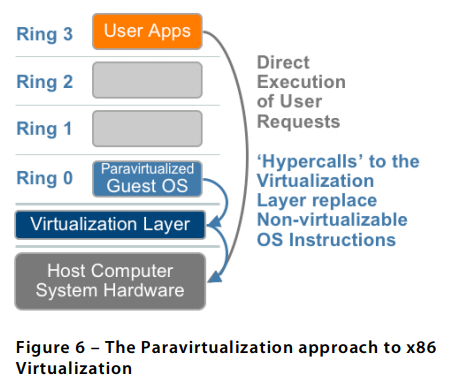 Ring 3
User Apps
Ring 2
Ring 1
Ring 0
Paravirtualized
Guest OS
Virtualization Layer
Host Computer
System Hardware
Direct
Execution
of User
Requests
‘Hypercalls’ to the
Virtualization
Layer replace
Non-virtualizable
OS Instructions
Figure 6 – The Paravirtualization approach to x86
Virtualization